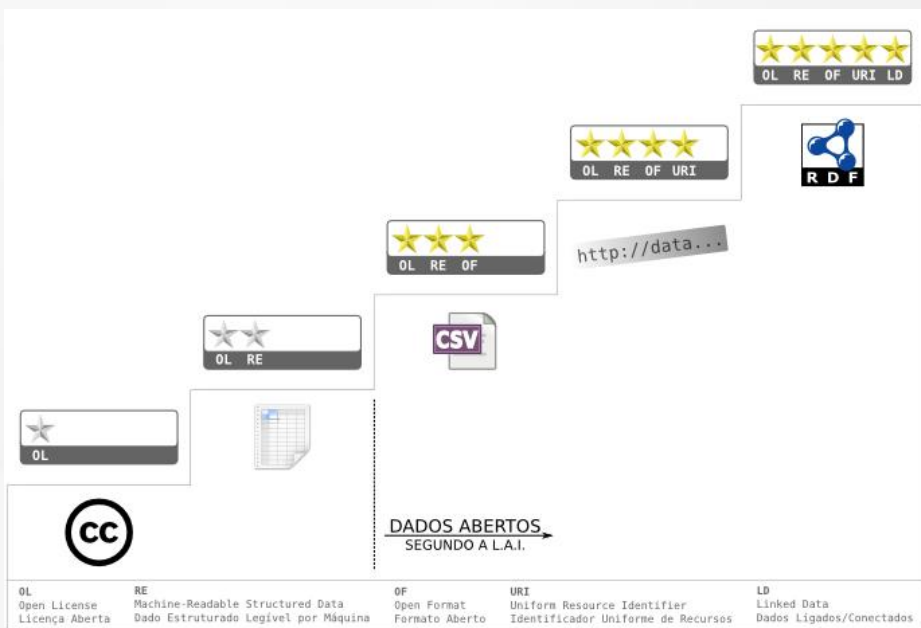 OL RE OF URI LD
R D F
OL RE OF URI
http://data...
OL RE OF
CSV
OL RE
OL
CC
DADOS ABERTOS
SEGUNDO A L.A.I.
OL
Open License
Licença Aberta
RE
Machine-Readable Structured Data
Dado Estruturado Legível por Máquina
OF
Open Format
Formato Aberto
URI
Uniform Resource Identifier
Identificador Uniforme de Recursos
LD
Linked Data
Dados Ligados/Conectados